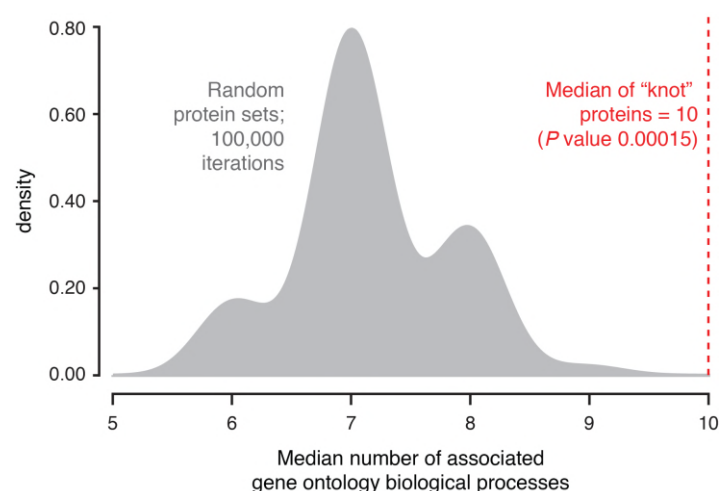 0.80
0.60
0.40
0.20
0.00
density
Random
protein sets;
100,000
iterations
Median of “knot”
proteins = 10
(P value 0.00015)
5 6 7 8 9 10
Median number of associated
gene ontology biological processes